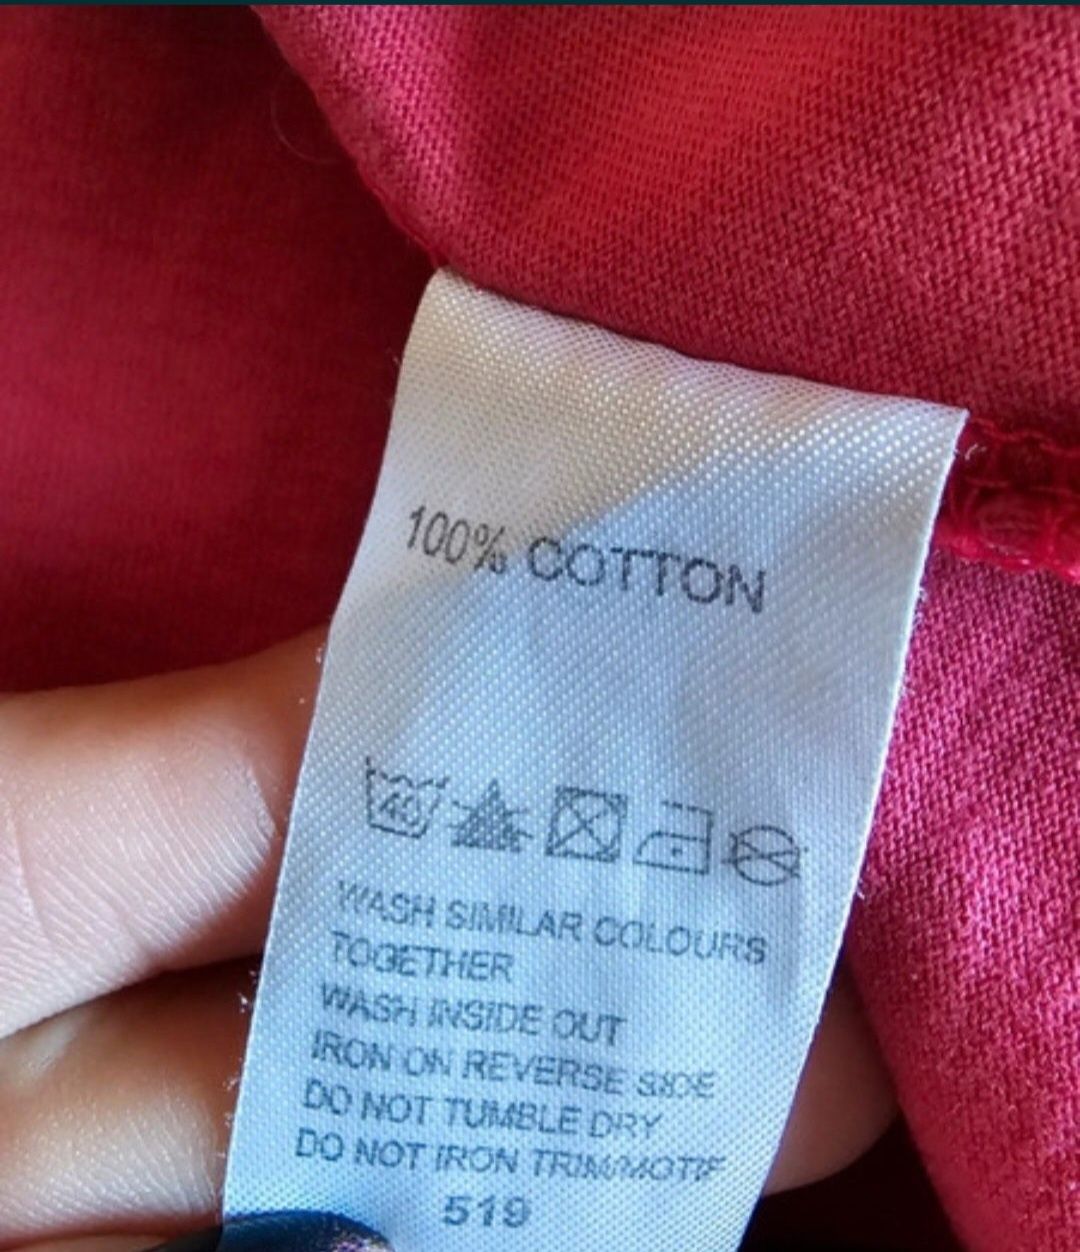 100% COTTON
40
WASH SIMILAR COLOURS
TOGETHER
WASH INSIDE OUT
IRON ON REVERSE SIDE
DO NOT TUMBLE DRY
DO NOT IRON TRIM/MOTIF
519